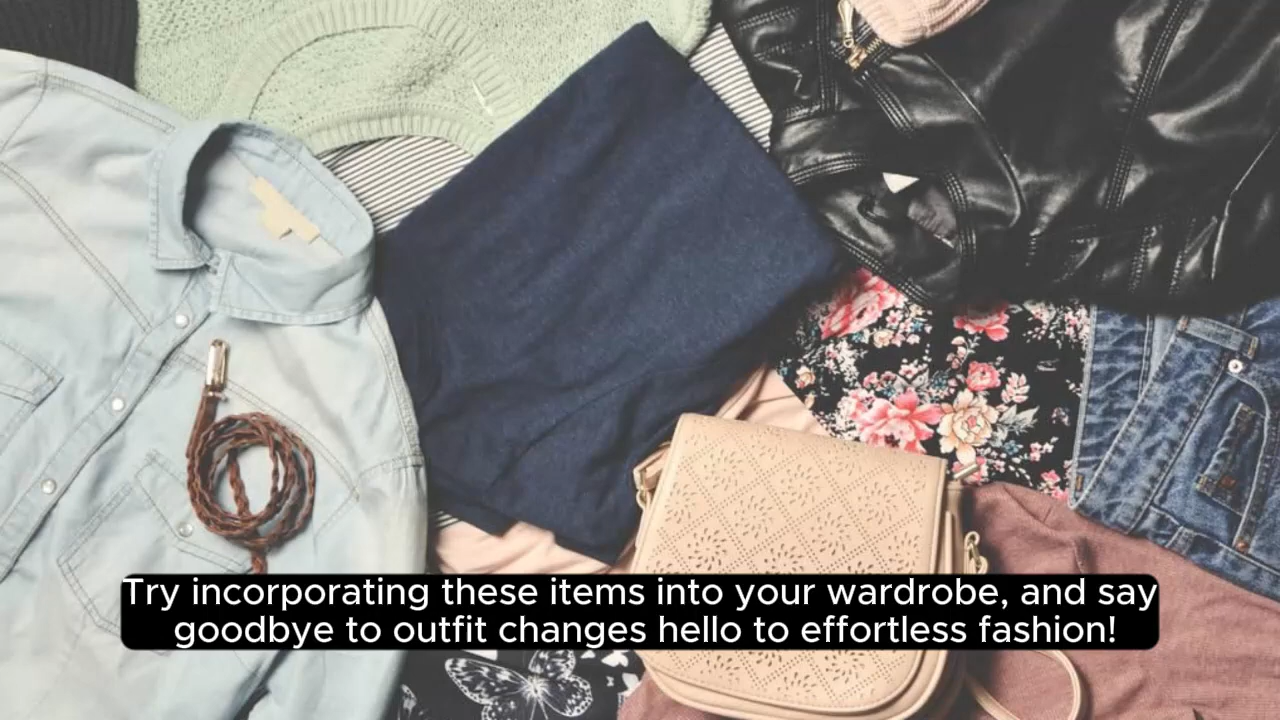 Try incorporating these items into your wardrobe, and say
goodbye to outfit changes hello to effortless fashion!